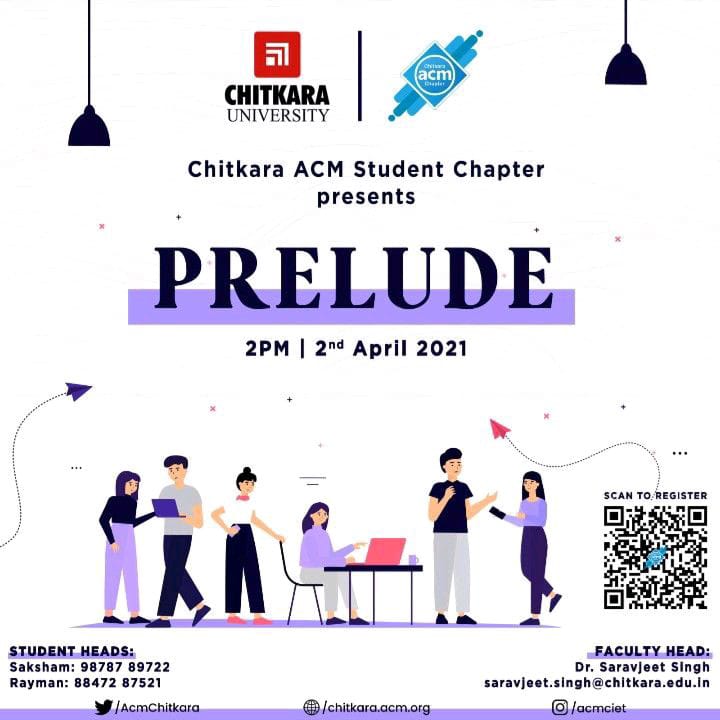 CHITKARA
UNIVERSITY
Chitkara
acm
Chapter
Chitkara ACM Student Chapter
presents
PRELUDE
2PM | 2nd April 2021
SCAN TO REGISTER
STUDENT HEADS:
Saksham: 98787 89722
Rayman: 88472 87521
FACULTY HEAD:
Dr. Saravjeet Singh
saravjeet.singh@chitkara.edu.in
/AcmChitkara
/chitkara.acm.org
/acmciet